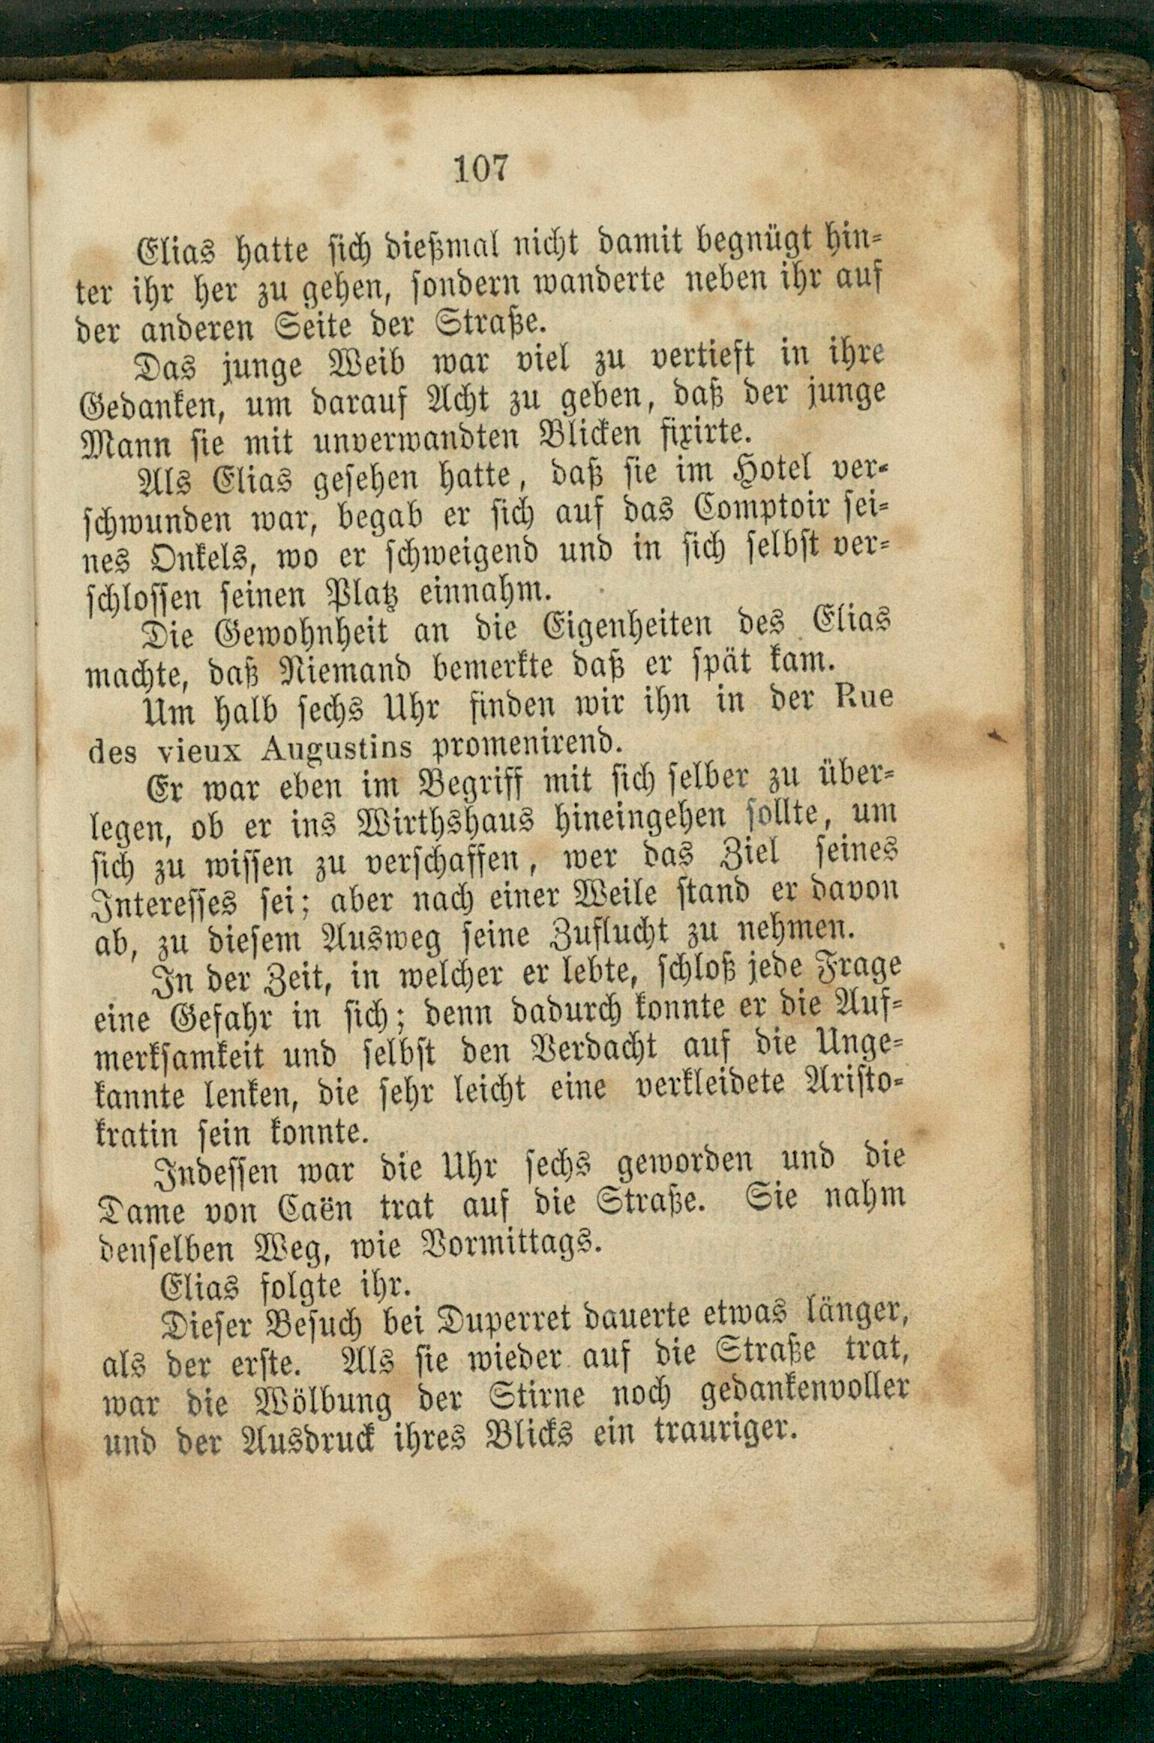 107
Elias hatte sich dießmal nicht damit begnügt hin-
ter ihr her zu gehen, sondern wanderte neben ihr auf
der anderen Seite der Straße.
Das junge Weib war viel zu vertieft in ihre
Gedanken, um darauf Acht zu geben, daß der junge
Mann sie mit unverwandten Blicken fixirte.
Als Elias gesehen hatte, daß sie im Hotel ver-
schwunden war, begab er sich auf das Comptoir sei-
nes Onkels, wo er schweigend und in sich selbst ver-
schlossen seinen Platz einnahm.
Die Gewohnheit an die Eigenheiten des Elias
machte, daß Niemand bemerkte daß er spät kam.
Um halb sechs Uhr finden wir ihn in der Rue
des vieux Augustins promenirend.
Er war eben im Begriff mit sich selber zu über-
legen, ob er ins Wirthshaus hineingehen sollte, um
sich zu wissen zu verschaffen, wer das Ziel seines
Interesses sei; aber nach einer Weile stand er davon
ab, zu diesem Ausweg seine Zuflucht zu nehmen.
In der Zeit, in welcher er lebte, schloß jede Frage
eine Gefahr in sich; denn dadurch konnte er die Auf-
merksamkeit und selbst den Verdacht auf die Unge-
kannte lenken, die sehr leicht eine verkleidete Aristo-
kratin sein konnte.
Indessen war die Uhr sechs geworden und die
Dame von Caën trat auf die Straße. Sie nahm
denselben Weg, wie Vormittags.
Elias folgte ihr.
Dieser Besuch bei Duperret dauerte etwas länger,
als der erste. Als sie wieder auf die Straße trat,
war die Wölbung der Stirne noch gedankenvoller
und der Ausdruck ihres Blicks ein trauriger.